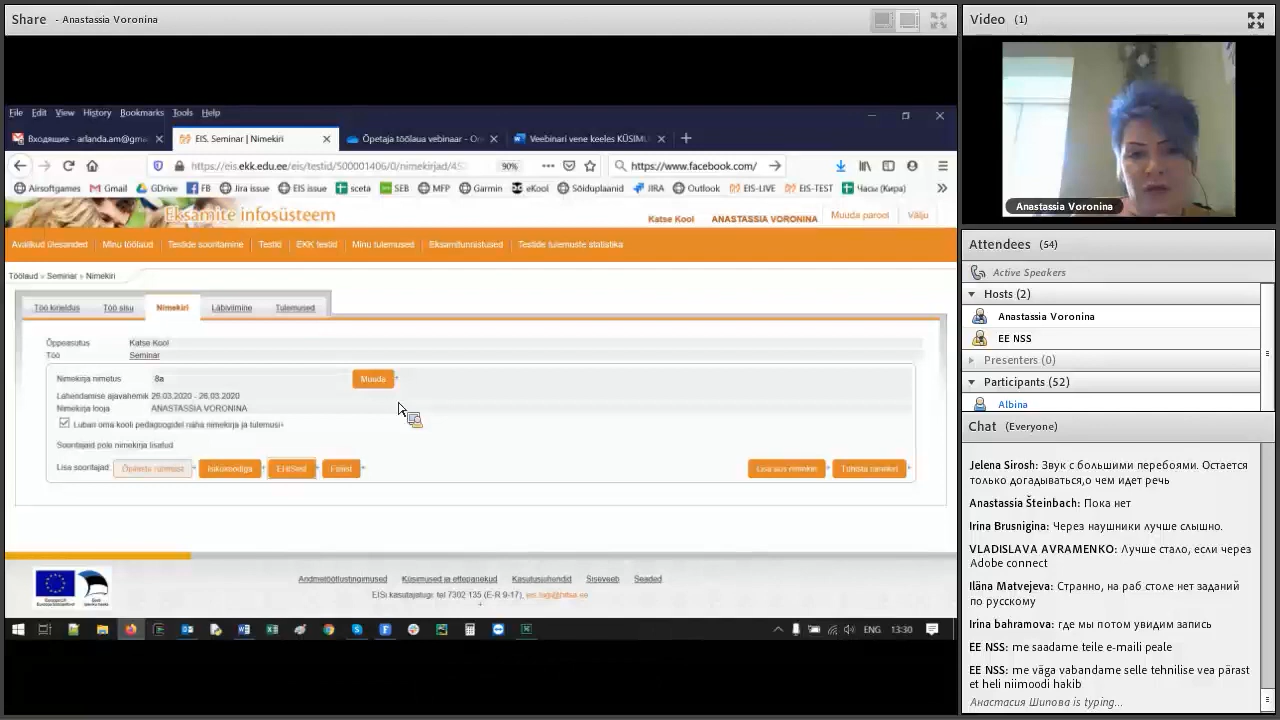 Share - Anastassia Voronina
File Edit View History Bookmarks Tools Help
Входящие - arlanda.am@gma
EIS. Seminar | Nimekiri
Õpetaja töölaua vebinaar - O
Veebinari vene keeles KÜSIMU
https://eis.ekk.edu.ee/eis/testid/500001406/0/nimekirjad/45
90%
https://www.facebook.com/
Airsoftgames Gmail GDrive FB Jira issue EIS issue sceta SEB MFP Garmin eKool Sõiduplaanid JIRA Outlook EIS-LIVE EIS-TEST Часы (Кира)
Eksamite infosüsteem
Katse Kool ANASTASSIA VORONINA Muuda parool Välju
Avalikud ülesanded Minu töölaud Testide sooritamine Testid EKK testid Minu tulemused Eksamitunnistused Testide tulemuste statistika
Töölaud » Seminar » Nimekiri
Töö kirjeldus Töö sisu Nimekiri Läbiviimine Tulemused
Õppeasutus Katse Kool
Töö Seminar
Nimekirja nimetus 8a Muuda
Lahendamise ajavahemik 26.03.2020 - 26.03.2020
Nimekirja looja ANASTASSIA VORONINA
Luban oma kooli pedagoogidel näha nimekirja ja tulemusi
Sooritajaid pole nimekirja lisatud
Lisa sooritajad Õpilaste rühmast Isikukoodiga EHISest Failist Lisa uus nimekiri Tühista nimekiri
Andmetöötlustingimused Küsimused ja ettepanekud Kasutusjuhendid Siseveeb Seaded
EISi kasutajatugi: tel 7302 135 (E-R 9-17),
ENG 13:30
Video (1)
Anastassia Voronina
Attendees (54)
Active Speakers
Hosts (2)
Anastassia Voronina
EE NSS
Presenters (0)
Participants (52)
Albina
Chat (Everyone)
Jelena Sirosh: Звук с большими перебоями. Остается
только догадываться,о чем идет речь
Anastassia Šteinbach: Пока нет
Irina Brusnigina: Через наушники лучше слышно.
VLADISLAVA AVRAMENKO: Лучше стало, если через
Adobe connect
Iläna Matvejeva: Странно, на раб столе нет заданий
по русскому
Irina bahramova: где мы потом увидим запись
EE NSS: me saadame teile e-maili peale
EE NSS: me väga vabandame selle tehnilise vea pärast
et heli niimoodi hakib
Анастасия Шипова is typing...